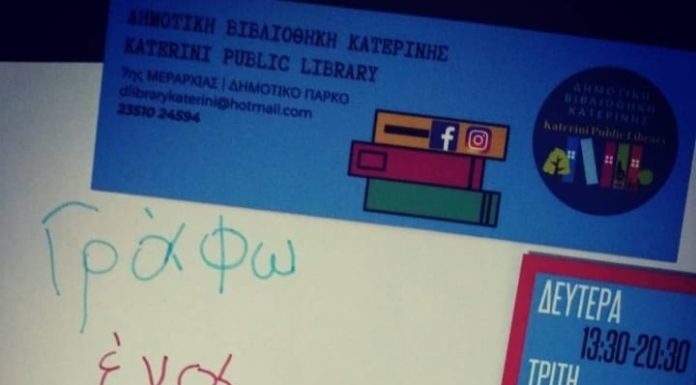 ΔΗΜΟΤΙΚΗ ΒΙΒΛΙΟΘΗΚΗ ΚΑΤΕΡΙΝΗΣ
KATERINI PUBLIC LIBRARY
7ης ΜΕΡΑΡΧΙΑΣ | ΔΗΜΟΤΙΚΟ ΠΑΡΚΟ
dlibrarykaterini@hotmail.com
23510 24594
ΔΗΜΟΤΙΚΗ
ΒΙΒΛΙΟΘΗΚΗ
ΚΑΤΕΡΙΝΗΣ
Katerini Public Library
Γράφω
ένα
ΔΕΥΤΕΡΑ
13:30-20:30
ΤΡΙΤΗ